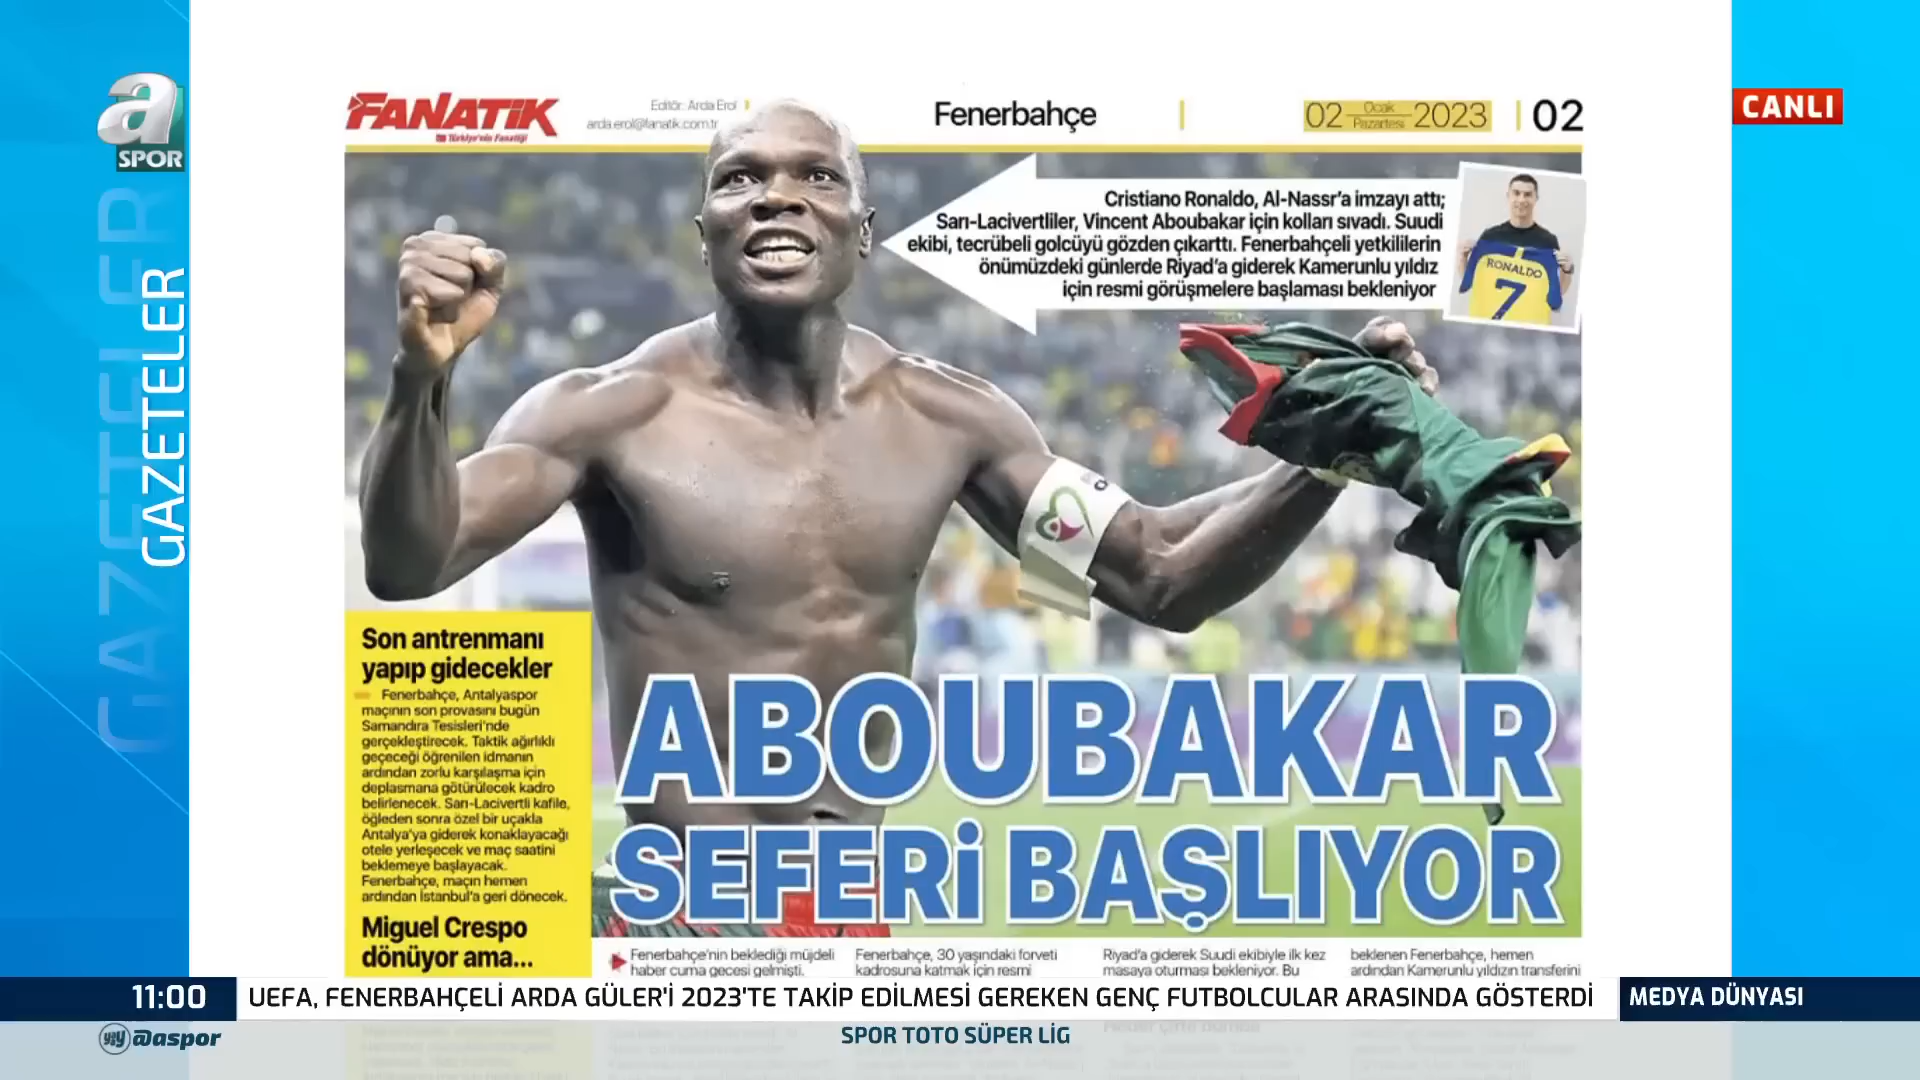 a
SPOR
GAZETELER
GAZETELER
CANLI
FANATİK
Türkiye'nin Fanatiği
Editör: Arda Erol
arda.erol@fanatik.com.tr
Fenerbahçe
02 Ocak Pazartesi 2023
02
Cristiano Ronaldo, Al-Nassr'a imzayı attı;
Sarı-Lacivertliler, Vincent Aboubakar için kolları sıvadı. Suudi
ekibi, tecrübeli golcüyü gözden çıkarttı. Fenerbahçeli yetkililerin
önümüzdeki günlerde Riyad'a giderek Kamerunlu yıldız
için resmi görüşmelere başlaması bekleniyor
RONALDO
7
Son antrenmanı
yapıp gidecekler
Fenerbahçe, Antalyaspor
maçının son provasını bugün
Samandıra Tesisleri'nde
gerçekleştirecek. Taktik ağırlıklı
geçeceği öğrenilen idmanın
ardından zorlu karşılaşma için
deplasmana götürülecek kadro
belirlenecek. Sarı-Lacivertli kafile,
öğleden sonra özel bir uçakla
Antalya'ya giderek konaklayacağı
otele yerleşecek ve maç saatini
beklemeye başlayacak.
Fenerbahçe, maçın hemen
ardından İstanbul'a geri dönecek.
Miguel Crespo
dönüyor ama...
ABOUBAKAR
SEFERİ BAŞLIYOR
Fenerbahçe'nin beklediği müjdeli
haber cuma gecesi gelmişti.
Fenerbahçe, 30 yaşındaki forveti
kadrosuna katmak için resmi
Riyad'a giderek Suudi ekibiyle ilk kez
masaya oturması bekleniyor. Bu
beklenen Fenerbahçe, hemen
ardından Kamerunlu yıldızın transferini
11:00
UEFA, FENERBAHÇELİ ARDA GÜLER'İ 2023'TE TAKİP EDİLMESİ GEREKEN GENÇ FUTBOLCULAR ARASINDA GÖSTERDİ
MEDYA DÜNYASI
@aspor
SPOR TOTO SÜPER LİG